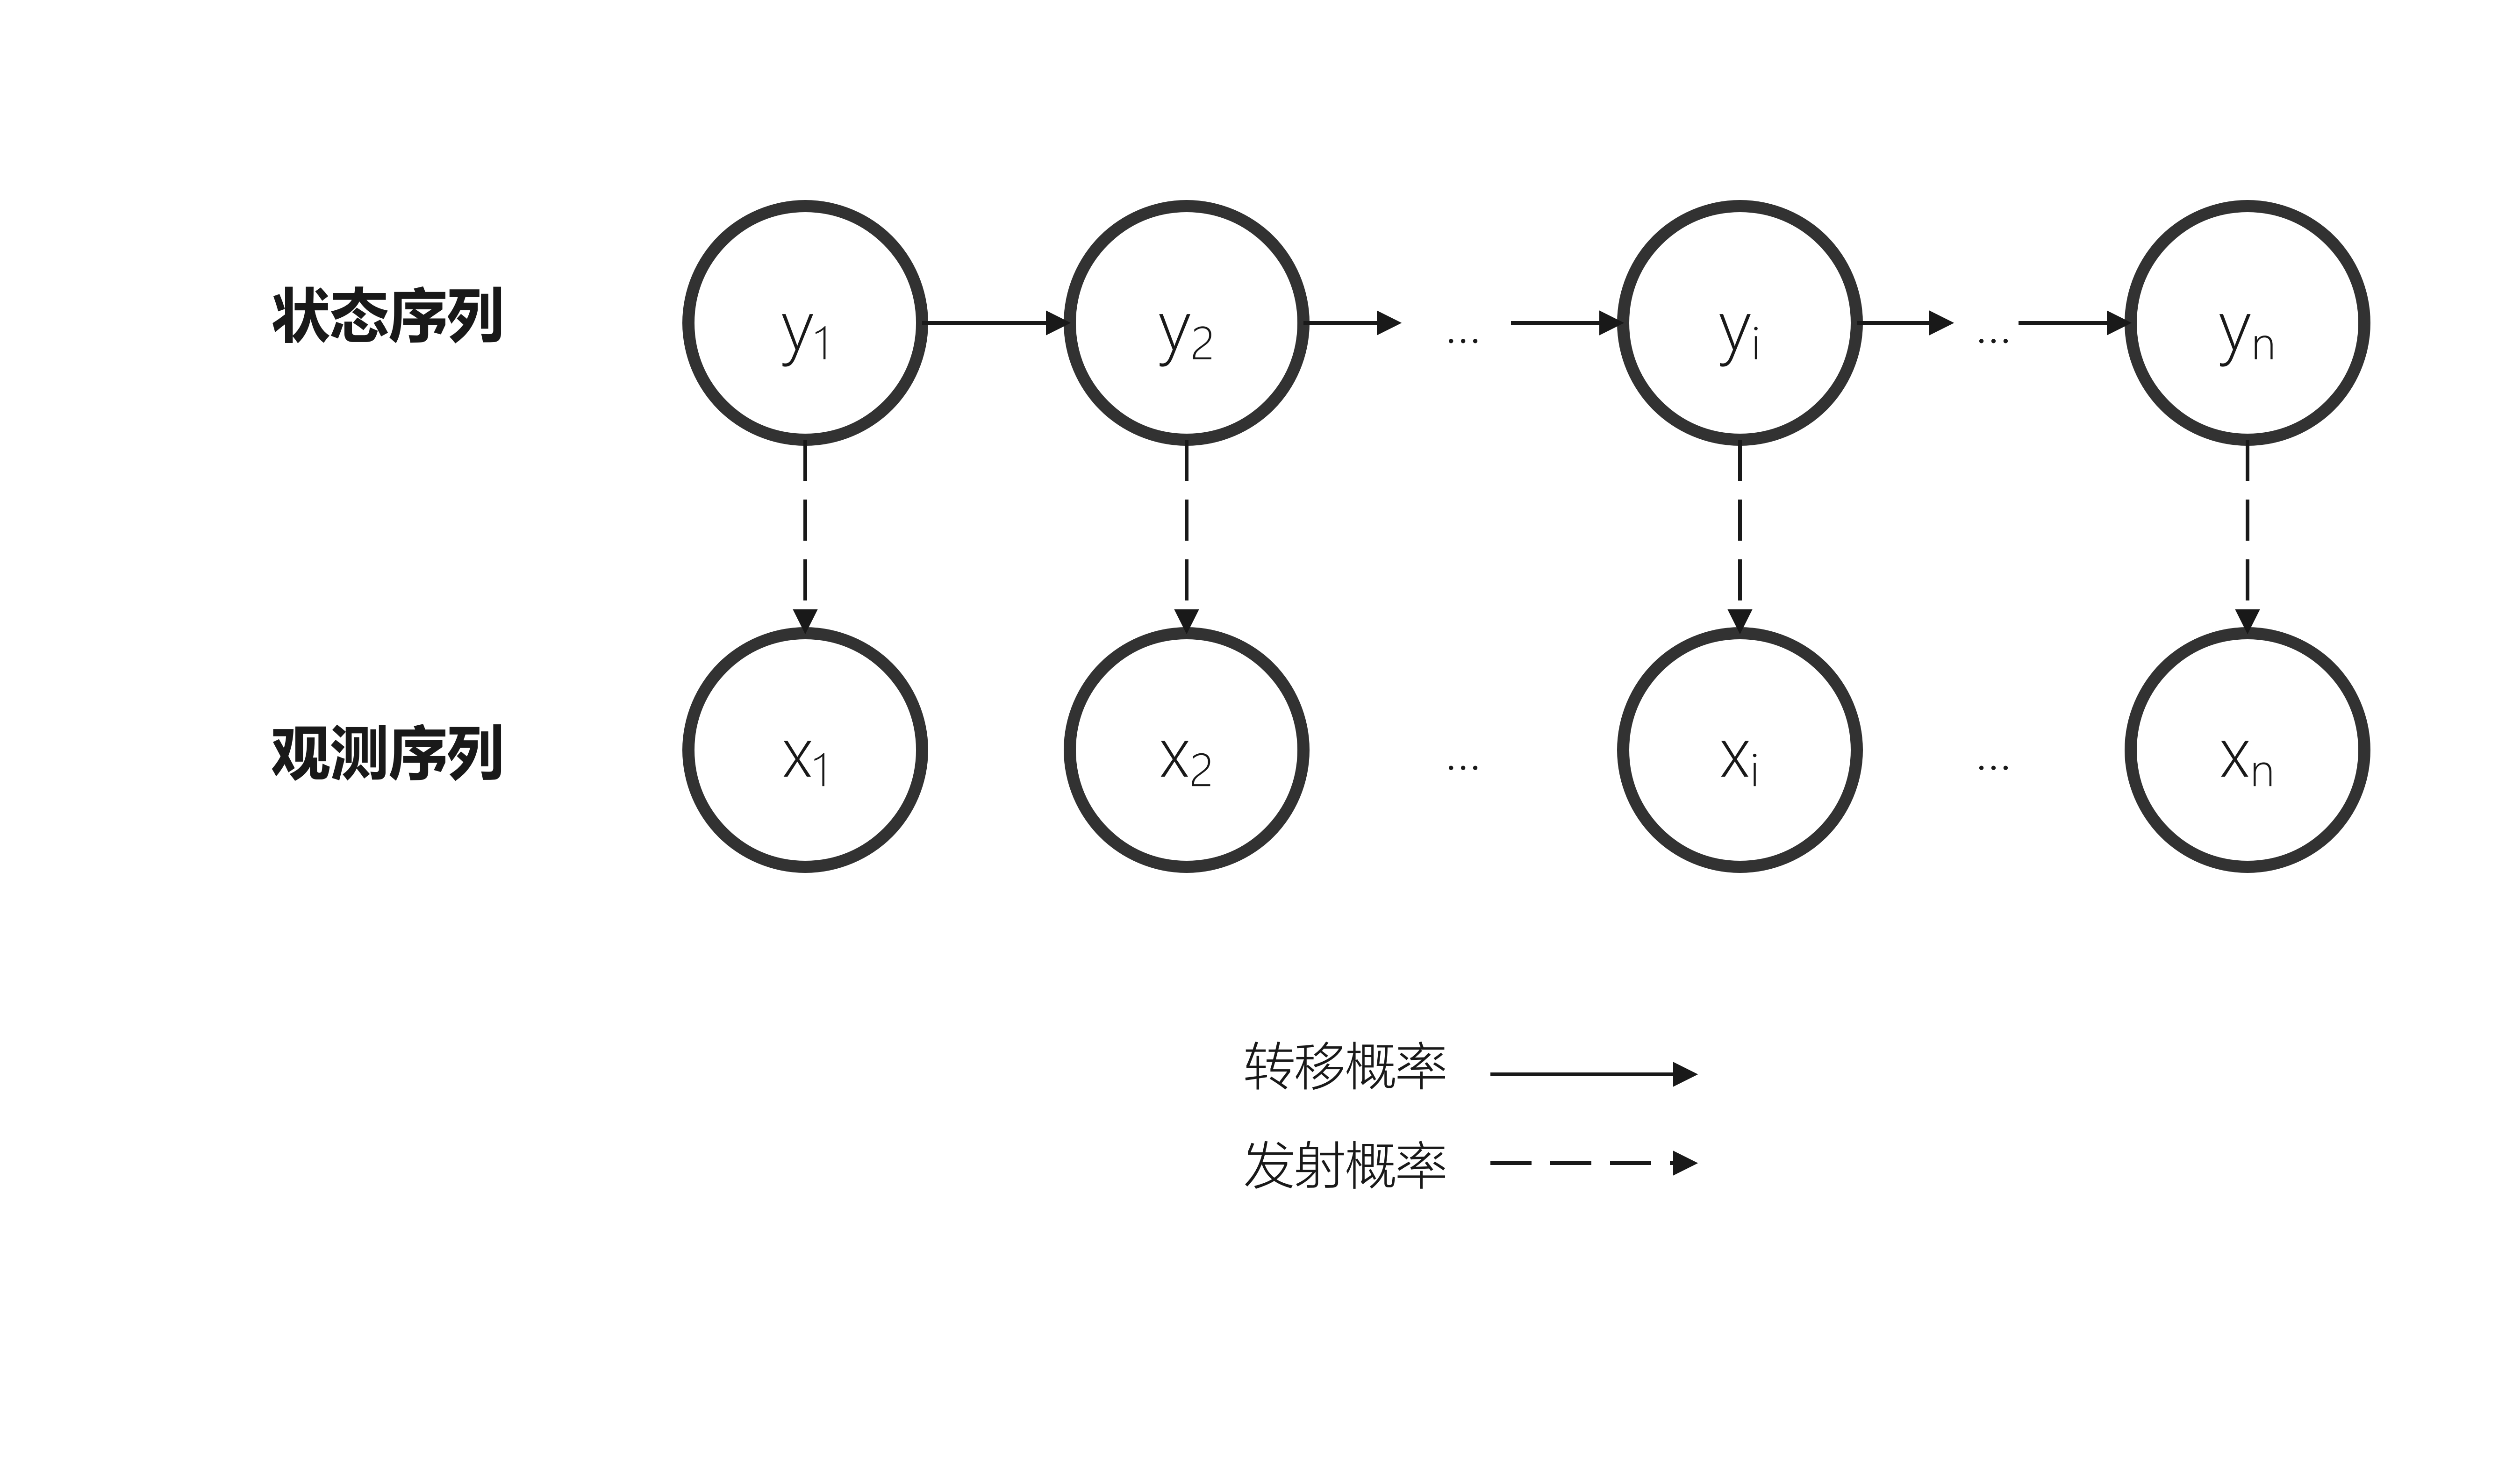 状态序列 y1 y2 ... yi ... yn
观测序列 x1 x2 ... xi ... xn
转移概率
发射概率